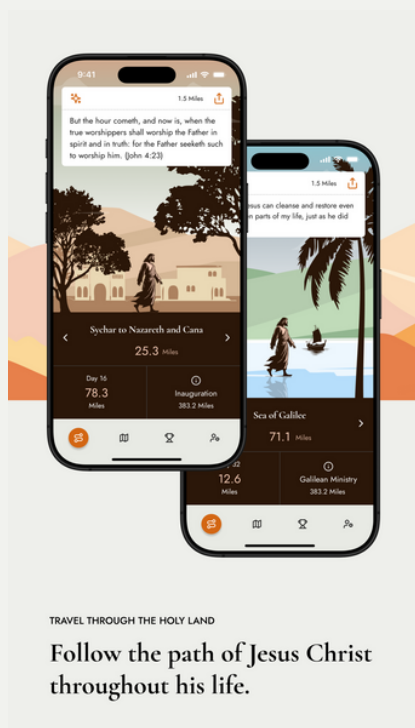 9:41
1.5 Miles
But the hour cometh, and now is, when the
true worshippers shall worship the Father in
spirit and in truth: for the Father seeketh such
to worship him. (John 4:23)
Sychar to Nazareth and Cana
25.3 Miles
Day 16
78.3
Miles
Inauguration
383.2 Miles
1.5 Miles
esus can cleanse and restore even
parts of my life, just as he did
Sea of Galilee
71.1 Miles
32
12.6
Miles
Galilean Ministry
383.2 Miles
TRAVEL THROUGH THE HOLY LAND
Follow the path of Jesus Christ
throughout his life.